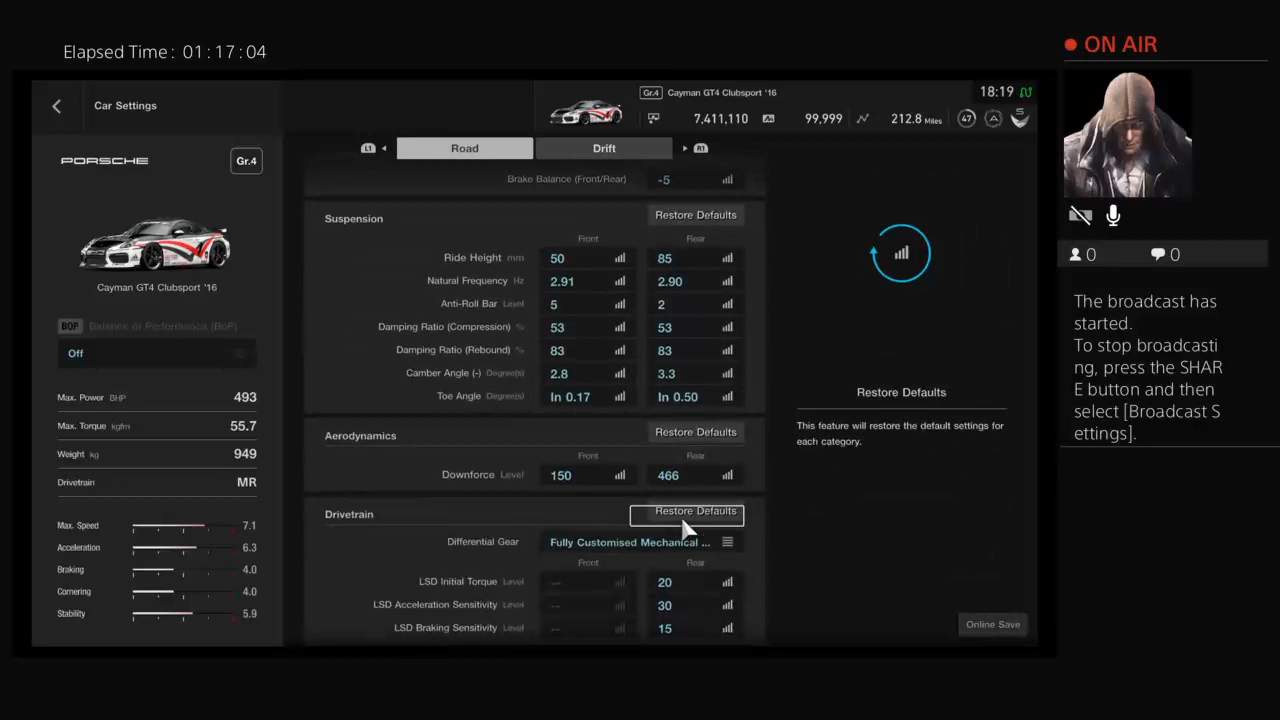 Elapsed Time: 01:17:04
ON AIR
Car Settings
Gr.4 Cayman GT4 Clubsport '16
18:19
7,411,110 99,999 212.8 Miles 47 A S
PORSCHE
Gr.4
L1 Road Drift R1
Cayman GT4 Clubsport '16
BOP Balance of Performance (BoP)
Off
Max. Power BHP 493
Max. Torque kgfm 55.7
Weight kg 949
Drivetrain MR
Max. Speed 7.1
Acceleration 6.3
Braking 4.0
Cornering 4.0
Stability 5.9
Brake Balance (Front/Rear) -5
Suspension Restore Defaults
Front Rear
Ride Height mm 50 85
Natural Frequency Hz 2.91 2.90
Anti-Roll Bar Level 5 2
Damping Ratio (Compression) % 53 53
Damping Ratio (Rebound) % 83 83
Camber Angle (-) Degree(s) 2.8 3.3
Toe Angle Degree(s) In 0.17 In 0.50
Aerodynamics Restore Defaults
Front Rear
Downforce Level 150 466
Drivetrain Restore Defaults
Differential Gear Fully Customised Mechanical ...
Front Rear
LSD Initial Torque Level -- 20
LSD Acceleration Sensitivity Level -- 30
LSD Braking Sensitivity Level -- 15
Restore Defaults
This feature will restore the default settings for
each category.
Online Save
0 0
The broadcast has
started.
To stop broadcasti
ng, press the SHAR
E button and then
select [Broadcast S
ettings].